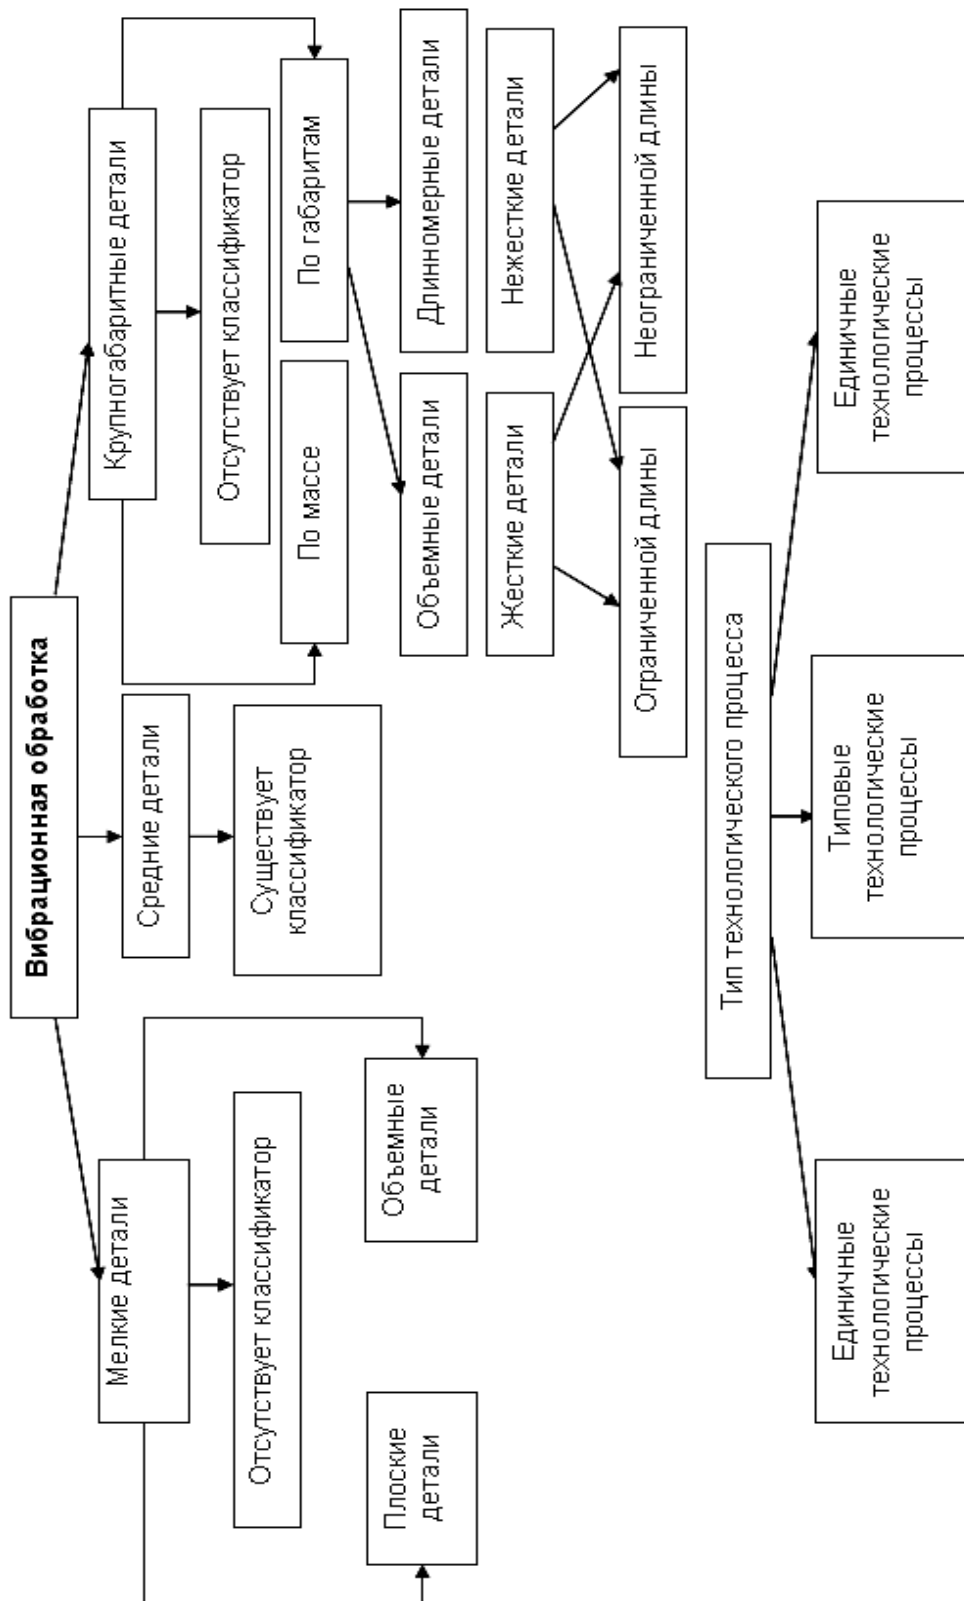 Вибрационная обработка
Мелкие детали
Средние детали
Крупногабаритные детали
Отсутствует классификатор
Существует
классификатор
Отсутствует классификатор
Плоские
детали
Объемные
детали
По массе
По габаритам
Объемные детали
Длинномерные детали
Жесткие детали
Нежесткие детали
Ограниченной длины
Неограниченной длины
Тип технологического процесса
Единичные
технологические
процессы
Типовые
технологические
процессы
Единичные
технологические
процессы